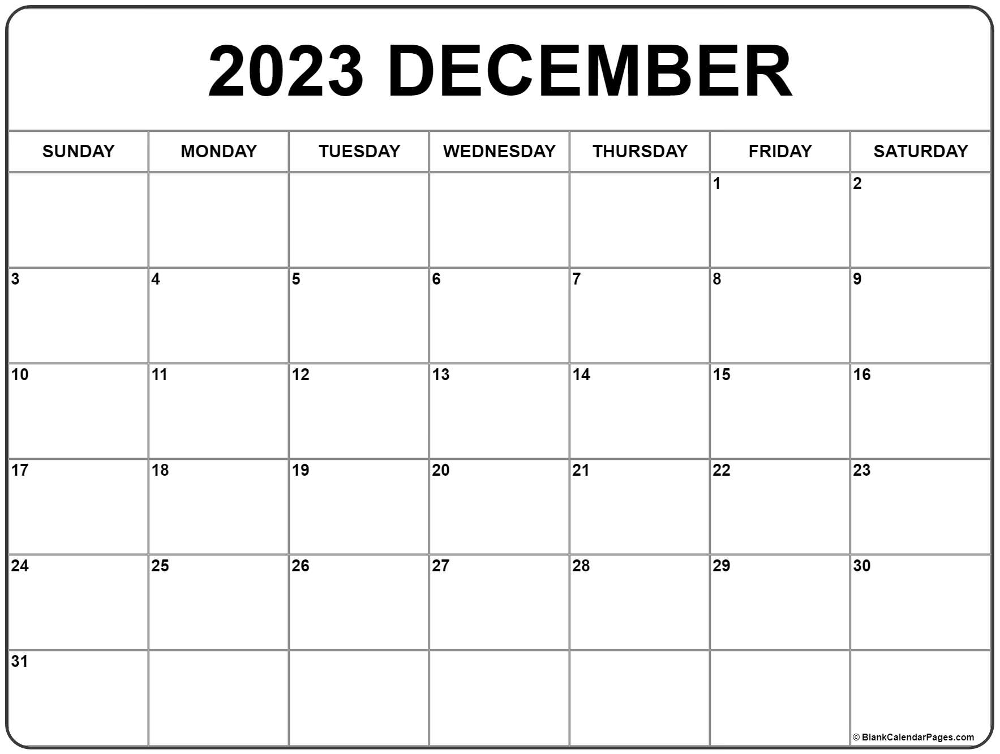 2023 DECEMBER
SUNDAY MONDAY TUESDAY WEDNESDAY THURSDAY FRIDAY SATURDAY
1 2
3 4 5 6 7 8 9
10 11 12 13 14 15 16
17 18 19 20 21 22 23
24 25 26 27 28 29 30
31
© BlankCalendarPages.com